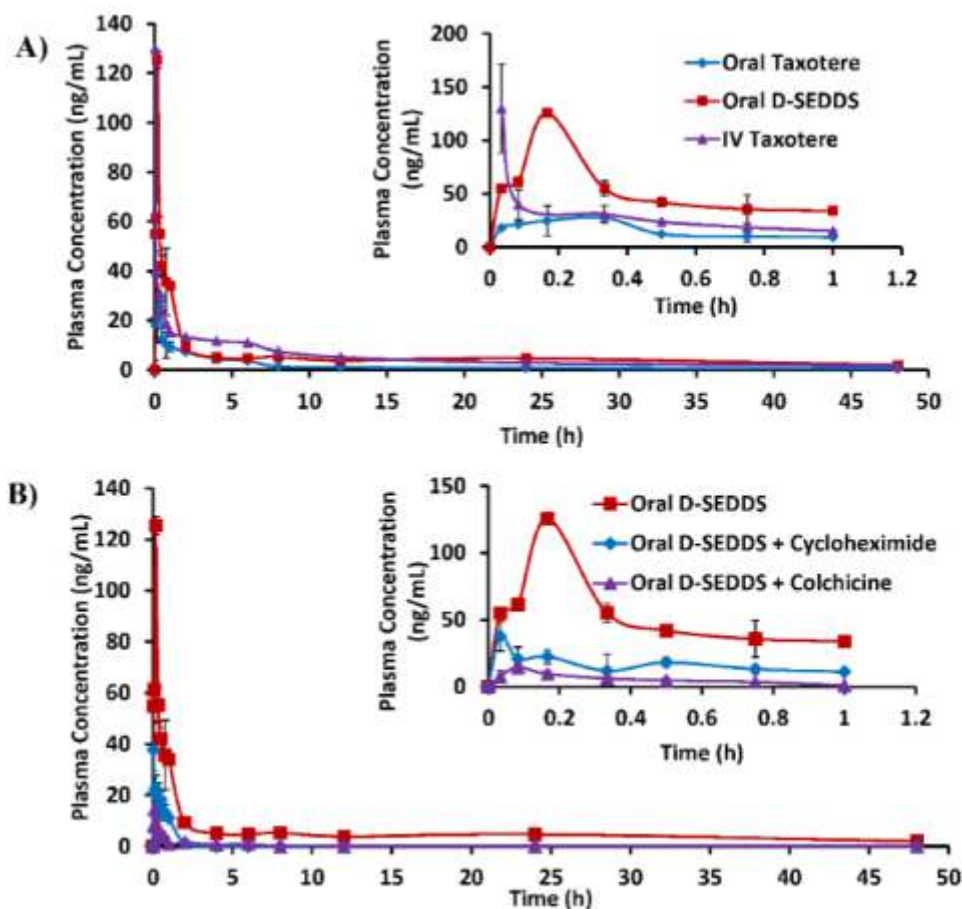 A)
Plasma Concentration (ng/mL)
140
120
100
80
60
40
20
0
0 5 10 15 20 25 30 35 40 45 50
Time (h)
Plasma Concentration
(ng/mL)
200
150
100
50
0
0 0.2 0.4 0.6 0.8 1 1.2
Time (h)
Oral Taxotere
Oral D-SEDDS
IV Taxotere
B)
Plasma Concentration (ng/mL)
140
120
100
80
60
40
20
0
0 5 10 15 20 25 30 35 40 45 50
Time (h)
Plasma Concentration
(ng/mL)
150
100
50
0
0 0.2 0.4 0.6 0.8 1 1.2
Time (h)
Oral D-SEDDS
Oral D-SEDDS + Cycloheximide
Oral D-SEDDS + Colchicine